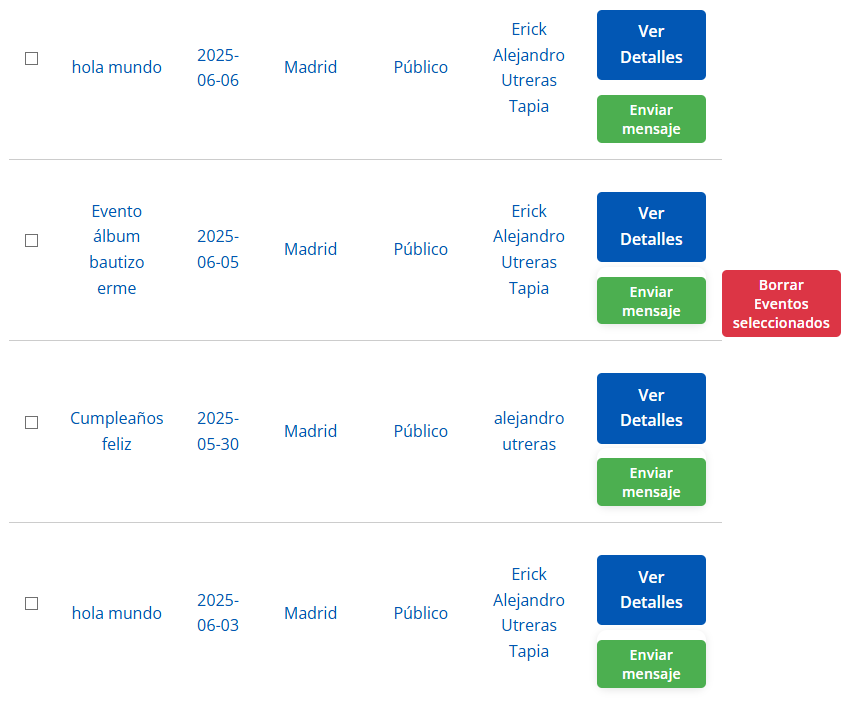 hola mundo
2025-
06-06
Madrid
Público
Erick
Alejandro
Utreras
Tapia
Ver
Detalles
Enviar
mensaje
Evento
álbum
bautizo
erme
2025-
06-05
Madrid
Público
Erick
Alejandro
Utreras
Tapia
Ver
Detalles
Enviar
mensaje
Borrar
Eventos
seleccionados
Cumpleaños
feliz
2025-
05-30
Madrid
Público
alejandro
utreras
Ver
Detalles
Enviar
mensaje
hola mundo
2025-
06-03
Madrid
Público
Erick
Alejandro
Utreras
Tapia
Ver
Detalles
Enviar
mensaje